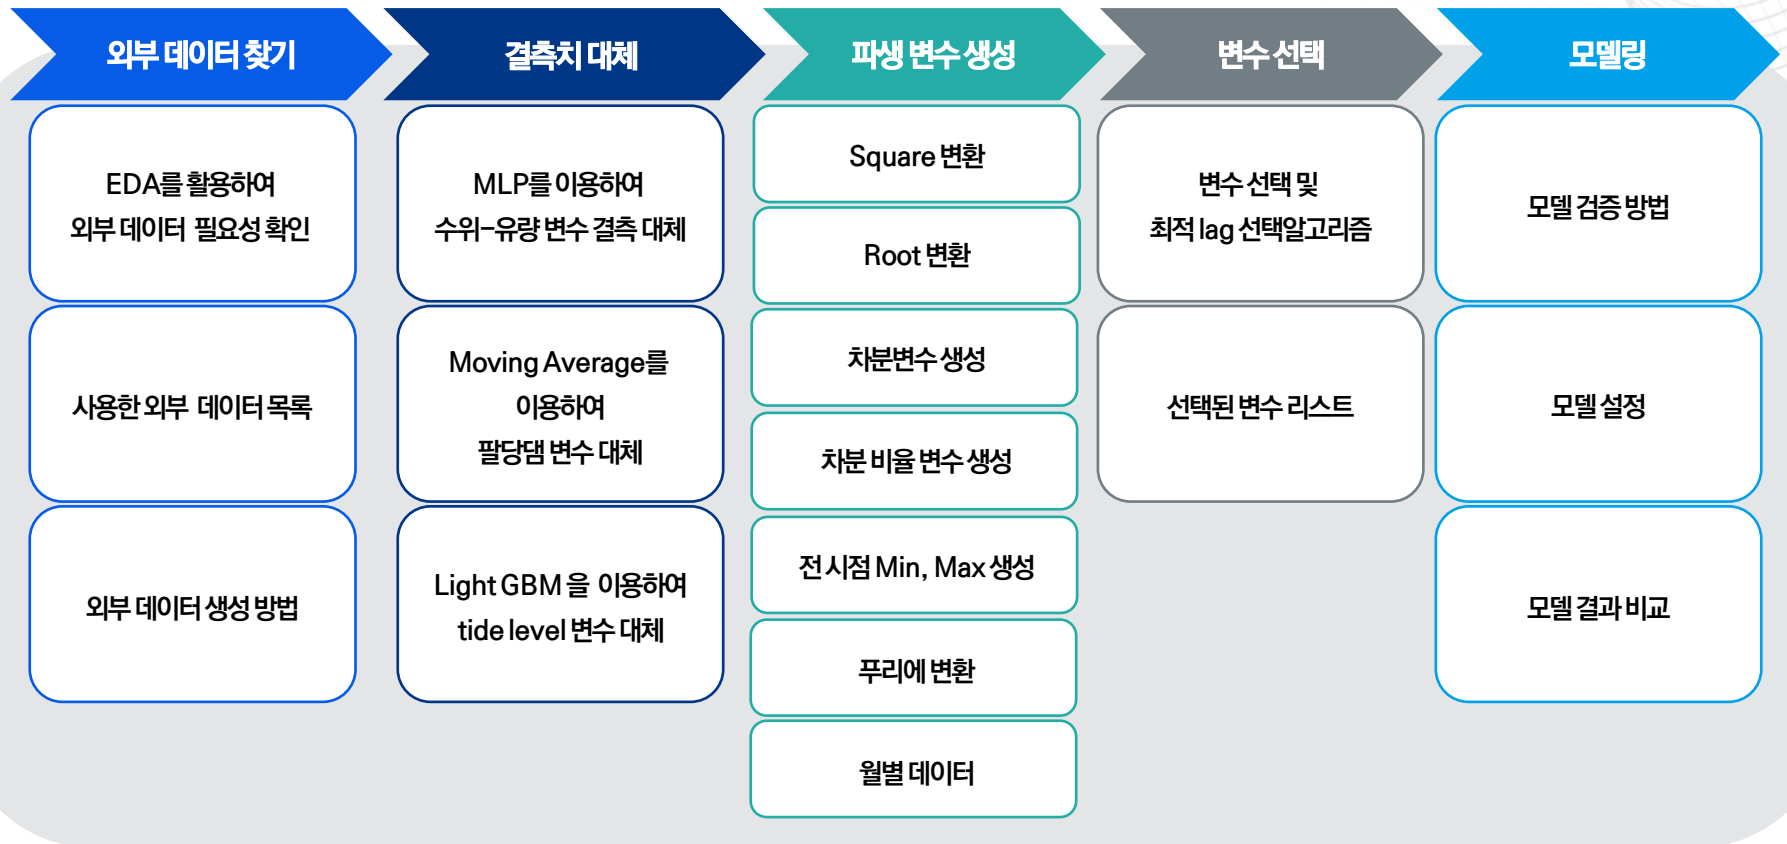 외부 데이터 찾기
EDA를 활용하여
외부 데이터 필요성 확인
사용한 외부 데이터 목록
외부 데이터 생성 방법
결측치 대체
MLP를 이용하여
수위-유량 변수 결측 대체
Moving Average를
이용하여
팔당댐 변수 대체
Light GBM 을 이용하여
tide level 변수 대체
파생 변수 생성
Square 변환
Root 변환
차분변수 생성
차분 비율 변수 생성
전 시점 Min, Max 생성
푸리에 변환
월별 데이터
변수 선택
변수 선택 및
최적 lag 선택알고리즘
선택된 변수 리스트
모델링
모델 검증 방법
모델 설정
모델 결과 비교